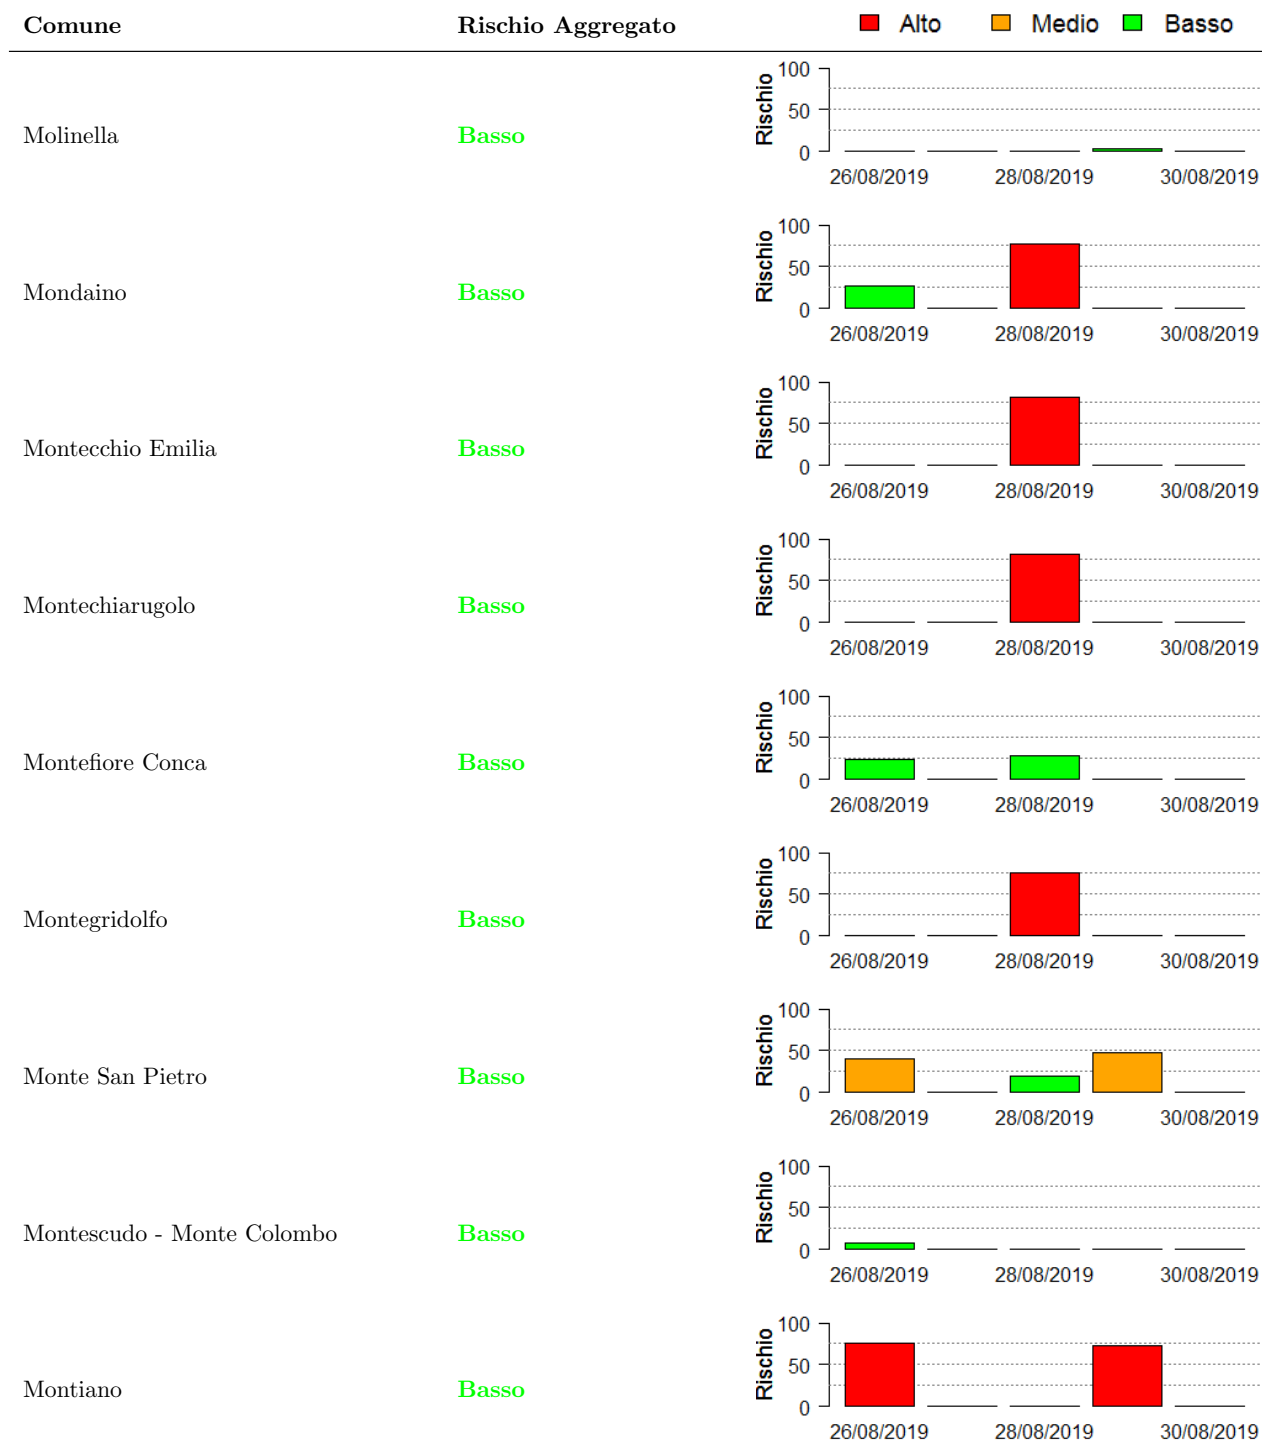 Comune Rischio Aggregato Alto Medio Basso
Molinella Basso
Rischio
100
50
0
26/08/2019 28/08/2019 30/08/2019
Mondaino Basso
Rischio
100
50
0
26/08/2019 28/08/2019 30/08/2019
Montecchio Emilia Basso
Rischio
100
50
0
26/08/2019 28/08/2019 30/08/2019
Montechiarugolo Basso
Rischio
100
50
0
26/08/2019 28/08/2019 30/08/2019
Montefiore Conca Basso
Rischio
100
50
0
26/08/2019 28/08/2019 30/08/2019
Montegridolfo Basso
Rischio
100
50
0
26/08/2019 28/08/2019 30/08/2019
Monte San Pietro Basso
Rischio
100
50
0
26/08/2019 28/08/2019 30/08/2019
Montescudo - Monte Colombo Basso
Rischio
100
50
0
26/08/2019 28/08/2019 30/08/2019
Montiano Basso
Rischio
100
50
0
26/08/2019 28/08/2019 30/08/2019